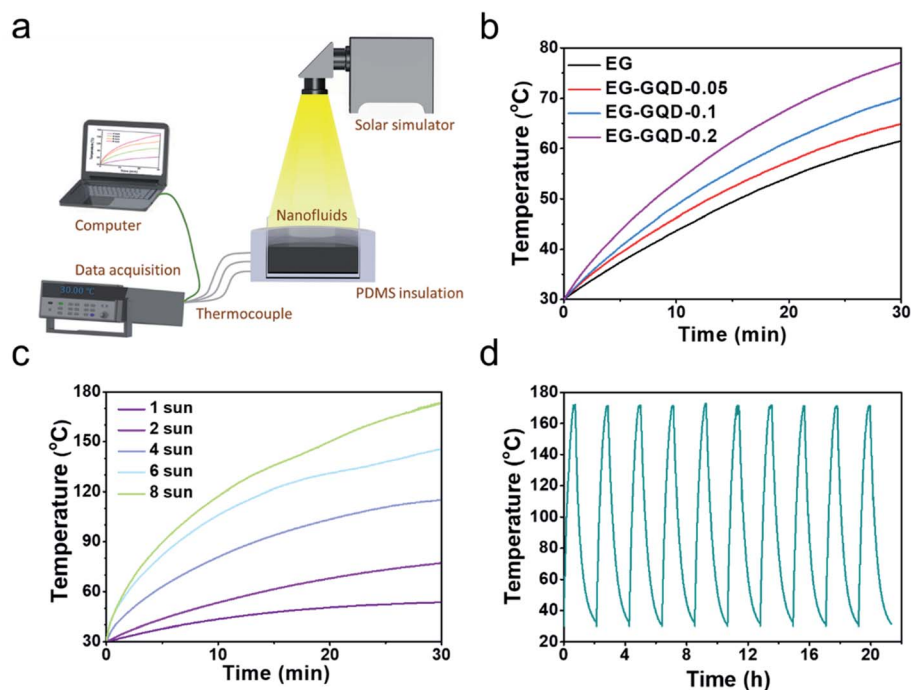 a
Solar simulator
Nanofluids
Computer
Data acquisition
30.00 °C
Thermocouple
PDMS insulation
b
80
70
60
50
40
30
Temperature (°C)
EG
EG-GQD-0.05
EG-GQD-0.1
EG-GQD-0.2
0 10 20 30
Time (min)
c
180
150
120
90
60
30
Temperature (°C)
1 sun
2 sun
4 sun
6 sun
8 sun
0 10 20 30
Time (min)
d
180
160
140
120
100
80
60
40
20
Temperature (°C)
0 4 8 12 16 20
Time (h)